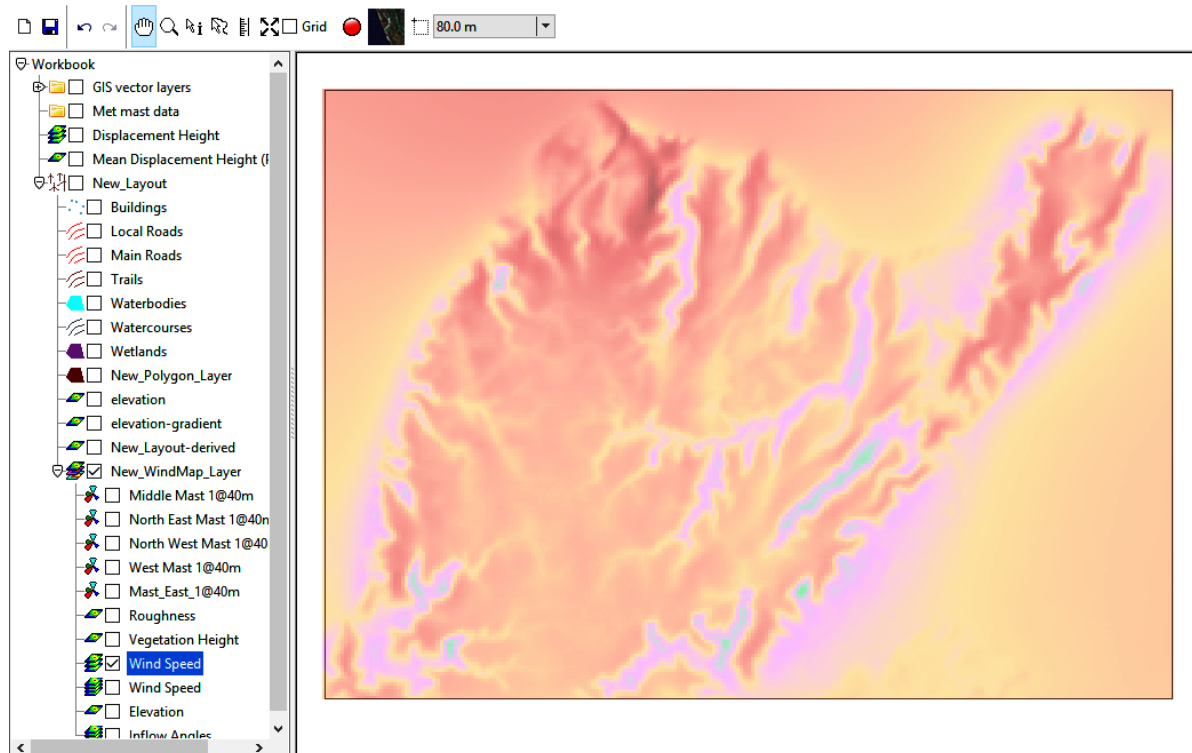 Grid
80.0 m
Workbook
GIS vector layers
Met mast data
Displacement Height
Mean Displacement Height (
New_Layout
Buildings
Local Roads
Main Roads
Trails
Waterbodies
Watercourses
Wetlands
New_Polygon_Layer
elevation
elevation-gradient
New_Layout-derived
New_WindMap_Layer
Middle Mast 1@40m
North East Mast 1@40m
North West Mast 1@40
West Mast 1@40m
Mast_East_1@40m
Roughness
Vegetation Height
Wind Speed
Wind Speed
Elevation
Inflow Angles